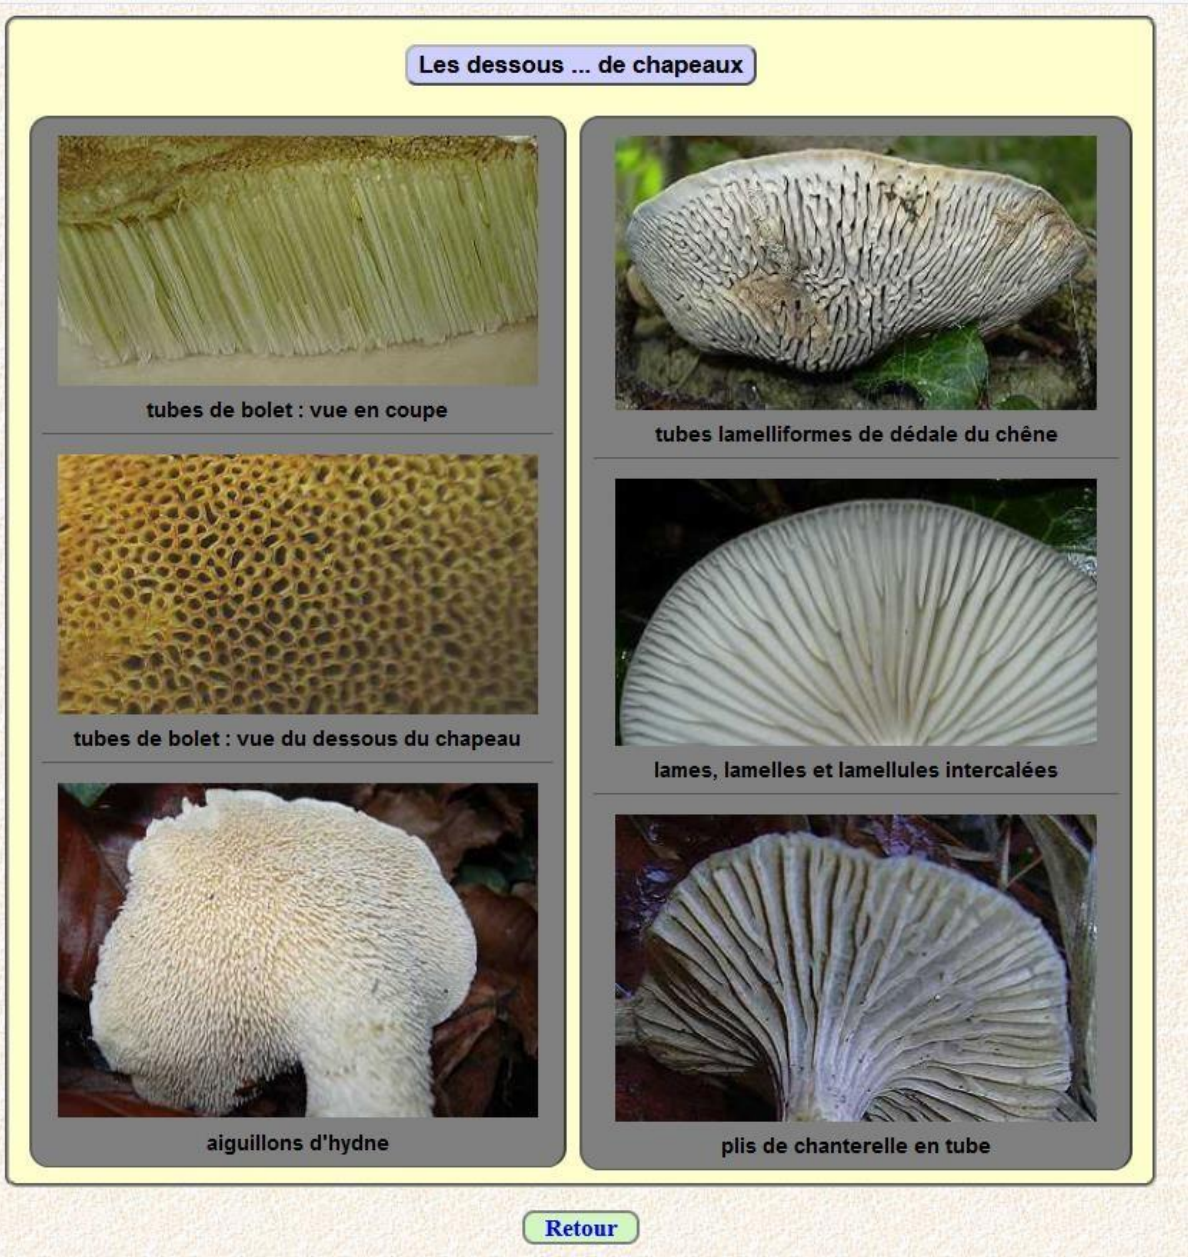 Les dessous ... de chapeaux
tubes de bolet : vue en coupe
tubes de bolet : vue du dessous du chapeau
aiguillons d'hydne
tubes lamelliformes de dédale du chêne
lames, lamelles et lamellules intercalées
plis de chanterelle en tube
Retour